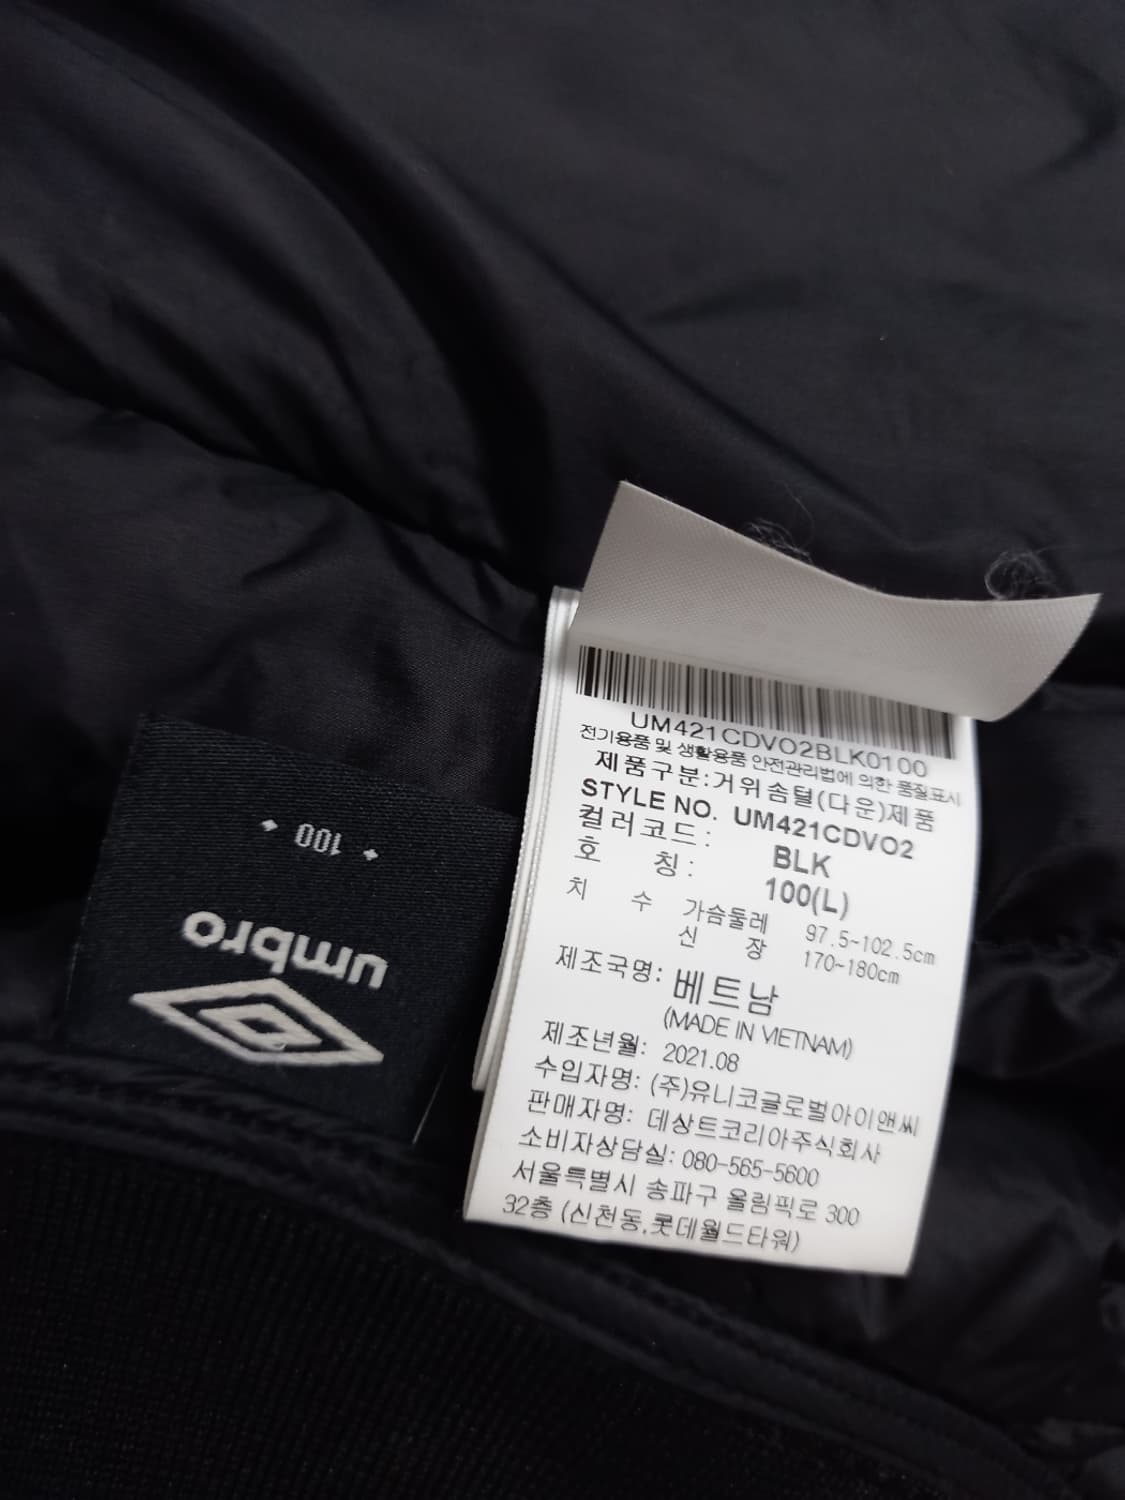 UM421CDVO2BLK0100
전기용품 및 생활용품 안전관리법에 의한 품질표시
제품구분:거위솜털(다운)제품
STYLE NO. UM421CDVO2
컬러코드: BLK
호 칭: 100(L)
치 수 가슴둘레 97.5~102.5cm
신 장 170~180cm
제조국명: 베트남
(MADE IN VIETNAM)
제조년월: 2021.08
수입자명: (주)유니코글로벌아이앤씨
판매자명: 데상트코리아주식회사
소비자상담실: 080-565-5600
서울특별시 송파구 올림픽로 300
32층 (신천동,롯데월드타워)
umbro
100